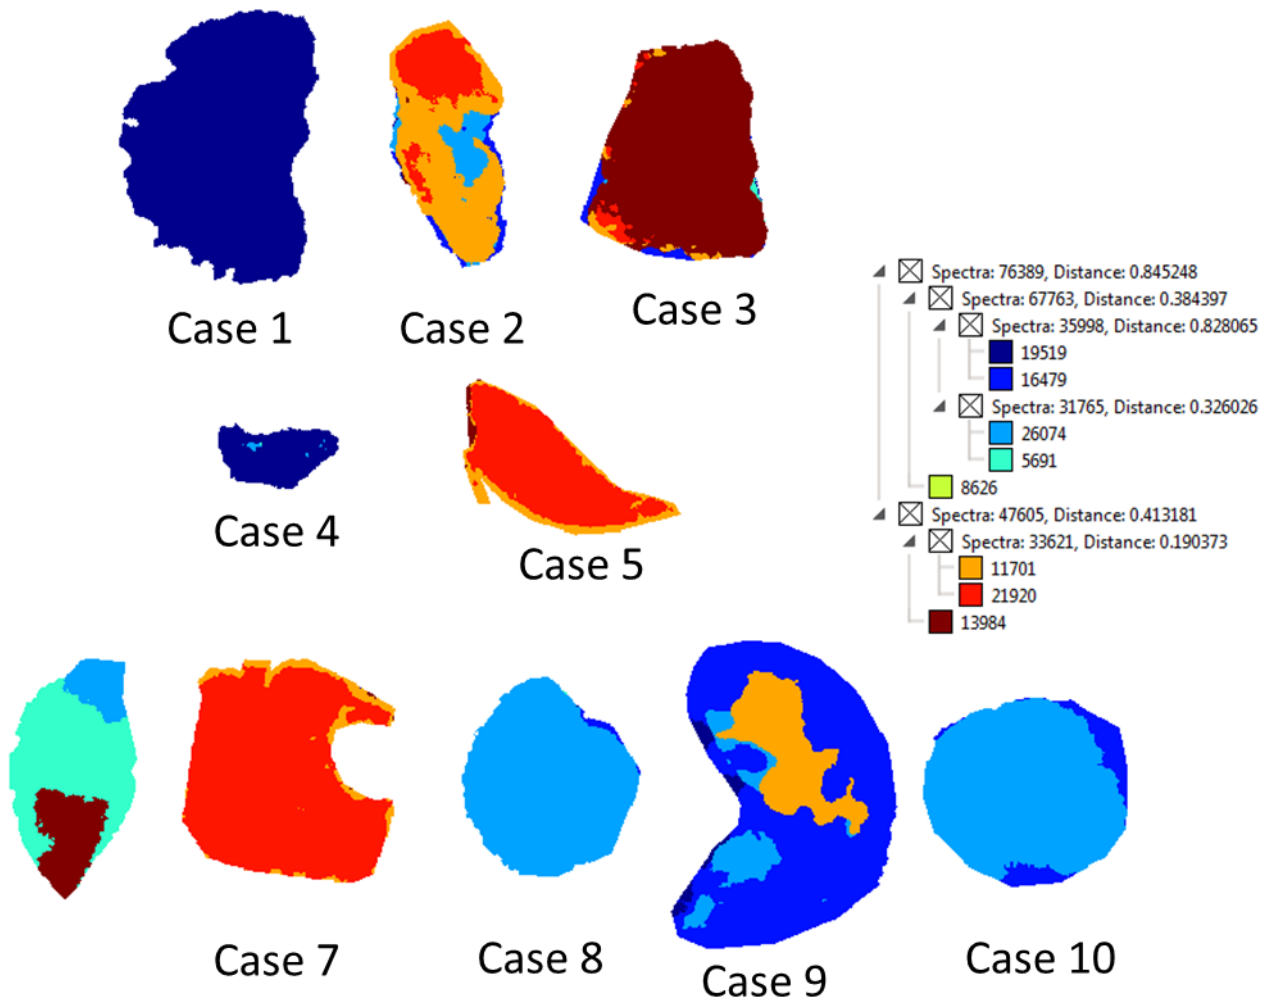 Case 1
Case 2
Case 3
Spectra: 76389, Distance: 0.845248
Spectra: 67763, Distance: 0.384397
Spectra: 35998, Distance: 0.828065
19519
16479
Spectra: 31765, Distance: 0.326026
26074
5691
8626
Spectra: 47605, Distance: 0.413181
Spectra: 33621, Distance: 0.190373
11701
21920
13984
Case 4
Case 5
Case 7
Case 8
Case 9
Case 10